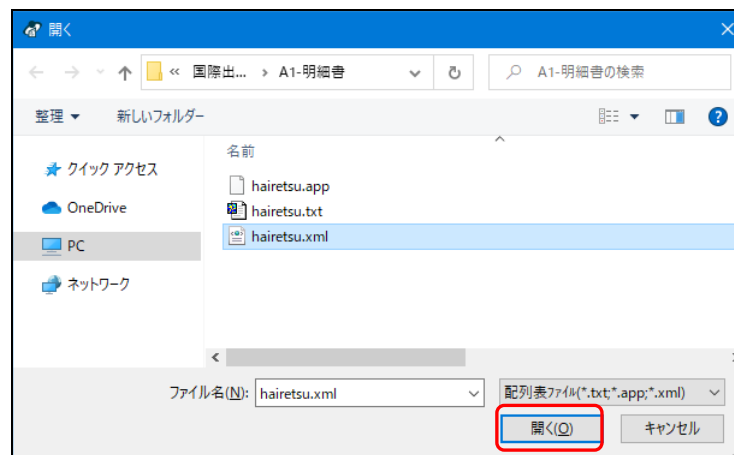 開く
« 国際出... › A1-明細書
A1-明細書の検索
整理
新しいフォルダー
?
名前
クイック アクセス
hairetsu.app
OneDrive
hairetsu.txt
PC
hairetsu.xml
ネットワーク
ファイル名(N): hairetsu.xml
配列表ファイル(*.txt;*.app;*.xml)
開く(O)
キャンセル